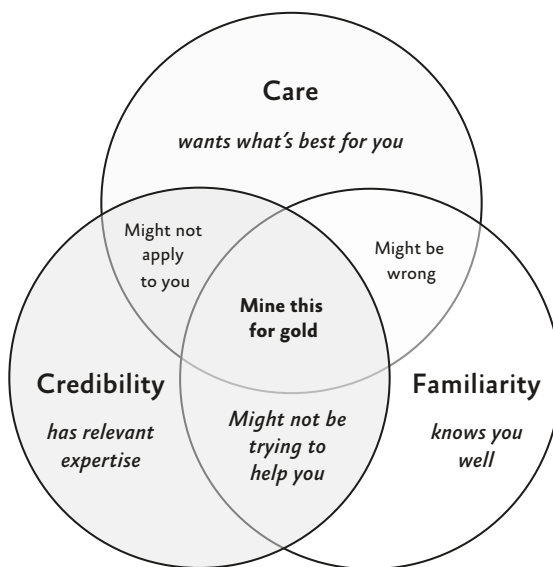 Care
wants what’s best for you
Might not
apply
to you
Might be
wrong
Mine this
for gold
Credibility
has relevant
expertise
Might not be
trying to
help you
Familiarity
knows you
well